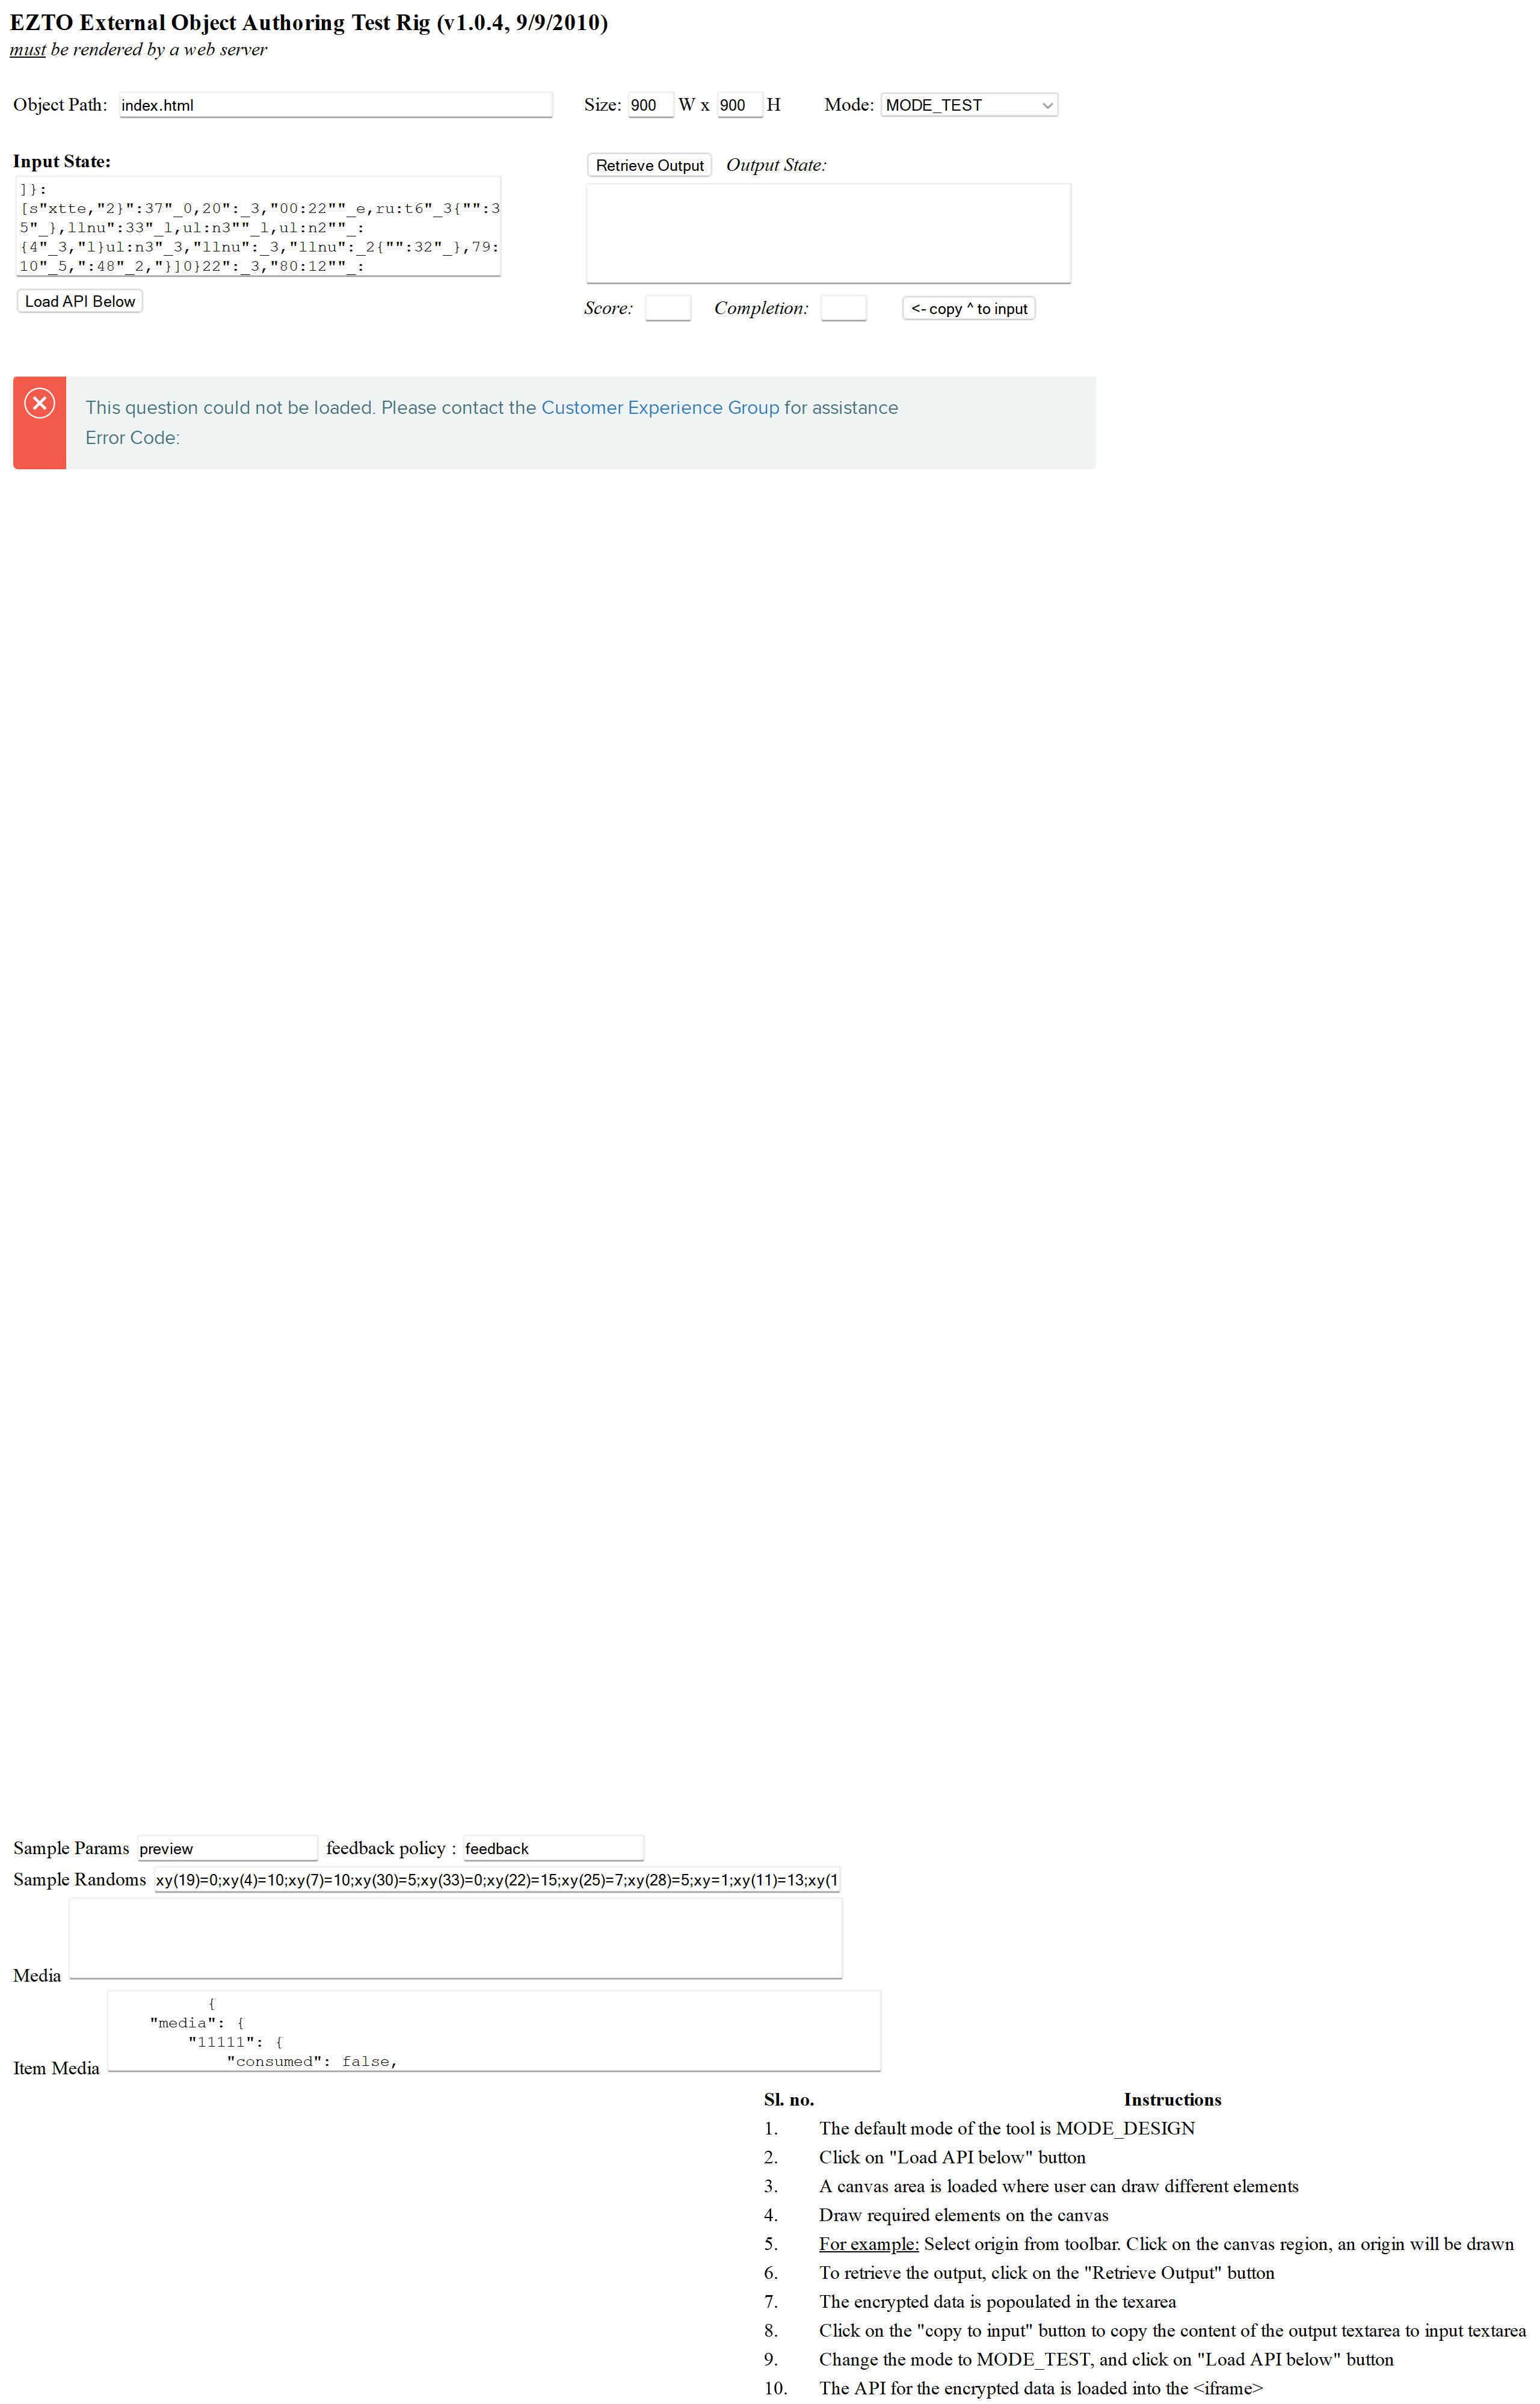 EZTO External Object Authoring Test Rig (v1.0.4, 9/9/2010)
must be rendered by a web server
Object Path: index.html Size: 900 W x 900 H Mode: MODE_TEST
Input State:
Retrieve Output Output State:
]}:
[s"xtte,"2}":37"_0,20":_3,"00:22""_e,ru:t6"_3{"":3
5"_},llnu":33"_l,ul:n3""_l,ul:n2""_:
{4"_3,"l}ul:n3"_3,"llnu":_3,"llnu":_2{"":32"_},79:
10"_5,":48"_2,"}]0}22":_3,"80:12""_:
Load API Below
Score: Completion: <- copy ^ to input
This question could not be loaded. Please contact the Customer Experience Group for assistance
Error Code:
Sample Params preview feedback policy : feedback
Sample Randoms xy(19)=0;xy(4)=10;xy(7)=10;xy(30)=5;xy(33)=0;xy(22)=15;xy(25)=7;xy(28)=5;xy=1;xy(11)=13;xy(1
Media
{
"media": {
"11111": {
"consumed": false,
Item Media
Sl. no. Instructions
1. The default mode of the tool is MODE_DESIGN
2. Click on "Load API below" button
3. A canvas area is loaded where user can draw different elements
4. Draw required elements on the canvas
5. For example: Select origin from toolbar. Click on the canvas region, an origin will be drawn
6. To retrieve the output, click on the "Retrieve Output" button
7. The encrypted data is popoulated in the texarea
8. Click on the "copy to input" button to copy the content of the output textarea to input textarea
9. Change the mode to MODE_TEST, and click on "Load API below" button
10. The API for the encrypted data is loaded into the <iframe>